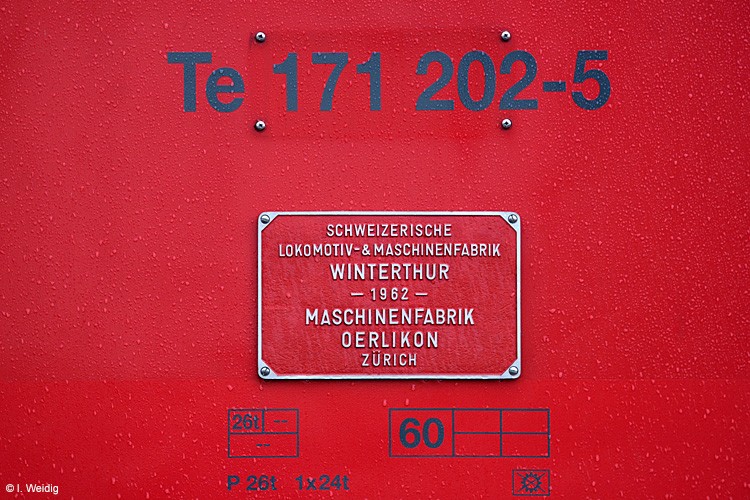 Te 171 202-5
SCHWEIZERISCHE
LOKOMOTIV-&MASCHINENFABRIK
WINTERTHUR
— 1962 —
MASCHINENFABRIK
OERLIKON
ZÜRICH
26t --
--
60
P 26t 1x24t
© I. Weidig